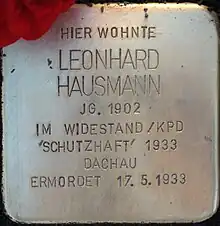 HIER WOHNTE
LEONHARD
HAUSMANN
JG. 1902
IM WIDESTAND/KPD
'SCHUTZHAFT' 1933
DACHAU
ERMORDET 17.5.1933